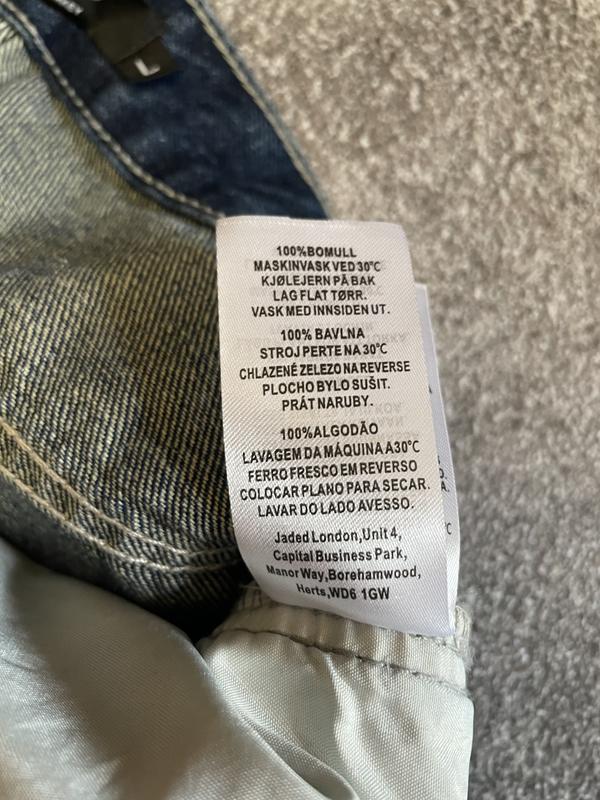 L
100%BOMULL
MASKINVASK VED 30°C
KJØLEJERN PÅ BAK
LAG FLAT TØRR.
VASK MED INNSIDEN UT.
100% BAVLNA
STROJ PERTE NA 30°C
CHLAZENÉ ZELEZO NA REVERSE
PLOCHO BYLO SUŠIT.
PRÁT NARUBY.
100%ALGODÃO
LAVAGEM DA MÁQUINA A30°C
FERRO FRESCO EM REVERSO
COLOCAR PLANO PARA SECAR.
LAVAR DO LADO AVESSO.
Jaded London,Unit 4,
Capital Business Park,
Manor Way,Borehamwood,
Herts,WD6 1GW